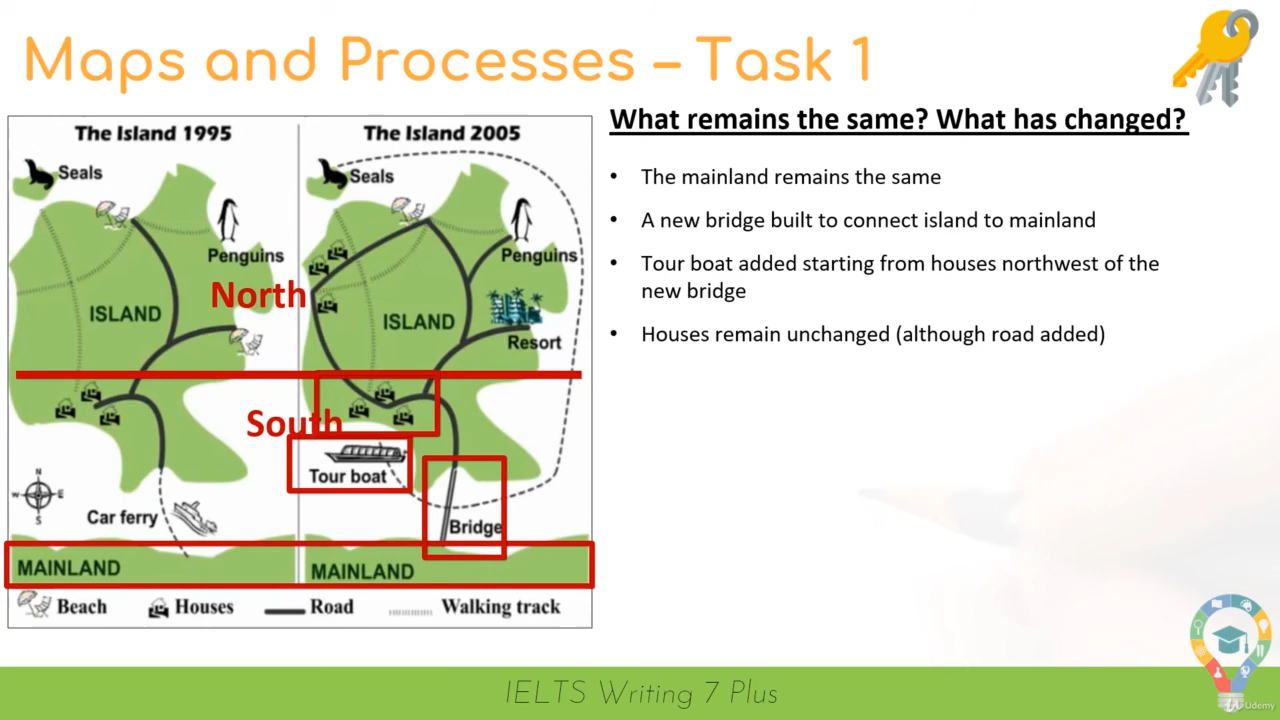 Maps and Processes – Task 1
What remains the same? What has changed?
• The mainland remains the same
• A new bridge built to connect island to mainland
• Tour boat added starting from houses northwest of the
new bridge
• Houses remain unchanged (although road added)
The Island 1995
Seals
Penguins
North
ISLAND
South
N
W E
S
Car ferry
MAINLAND
The Island 2005
Seals
Penguins
ISLAND
Resort
Tour boat
Bridge
MAINLAND
Beach Houses Road Walking track
IELTS Writing 7 Plus
Udemy